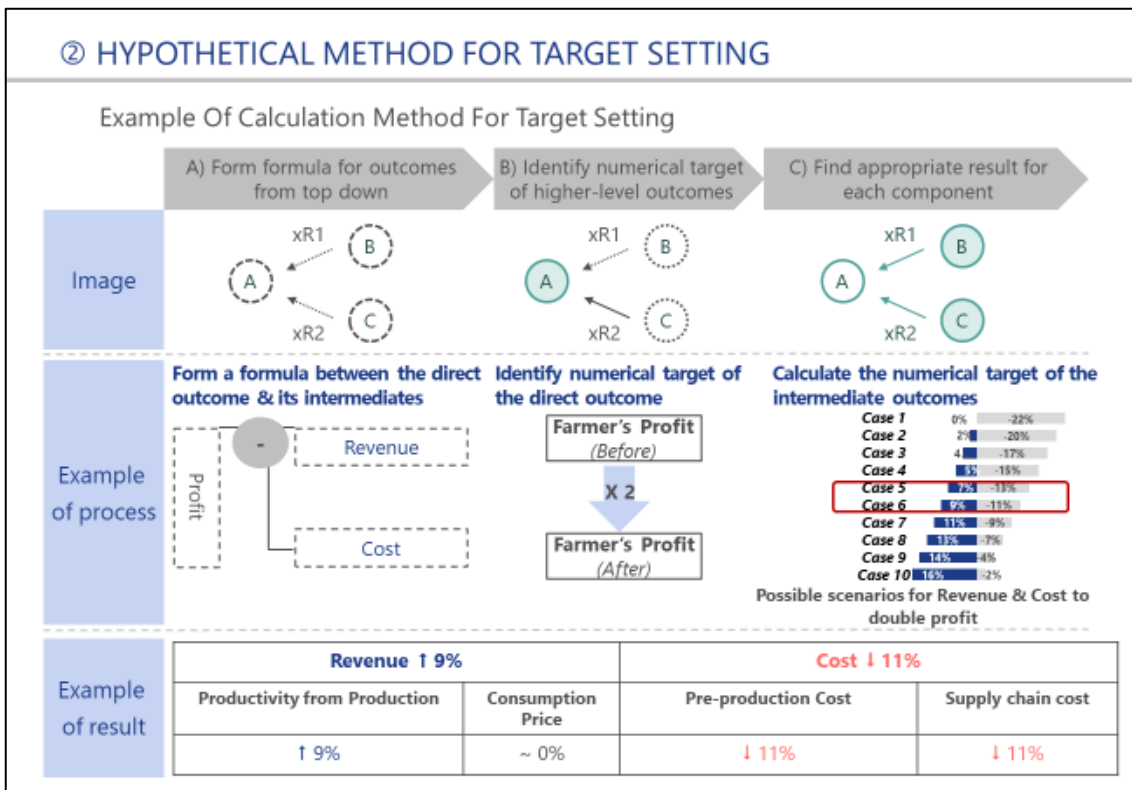 ② HYPOTHETICAL METHOD FOR TARGET SETTING
Example Of Calculation Method For Target Setting
A) Form formula for outcomes
from top down
B) Identify numerical target
of higher-level outcomes
C) Find appropriate result for
each component
Image
xR1
B
A
C
xR2
xR1
B
A
C
xR2
xR1
B
A
C
xR2
Example
of process
Form a formula between the direct
outcome & its intermediates
-
Revenue
Profit
Cost
Identify numerical target of
the direct outcome
Farmer's Profit
(Before)
X 2
Farmer's Profit
(After)
Calculate the numerical target of the
intermediate outcomes
Case 1 0% -22%
Case 2 2% -20%
Case 3 4. -17%
Case 4 5% -15%
Case 5 7% -13%
Case 6 9% -11%
Case 7 11% -9%
Case 8 13% -7%
Case 9 14% -4%
Case 10 16% -2%
Possible scenarios for Revenue & Cost to
double profit
Example
of result
Revenue ↑ 9% Cost ↓ 11%
Productivity from Production Consumption Pre-production Cost Supply chain cost
Price
↑ 9% ~ 0% ↓ 11% ↓ 11%